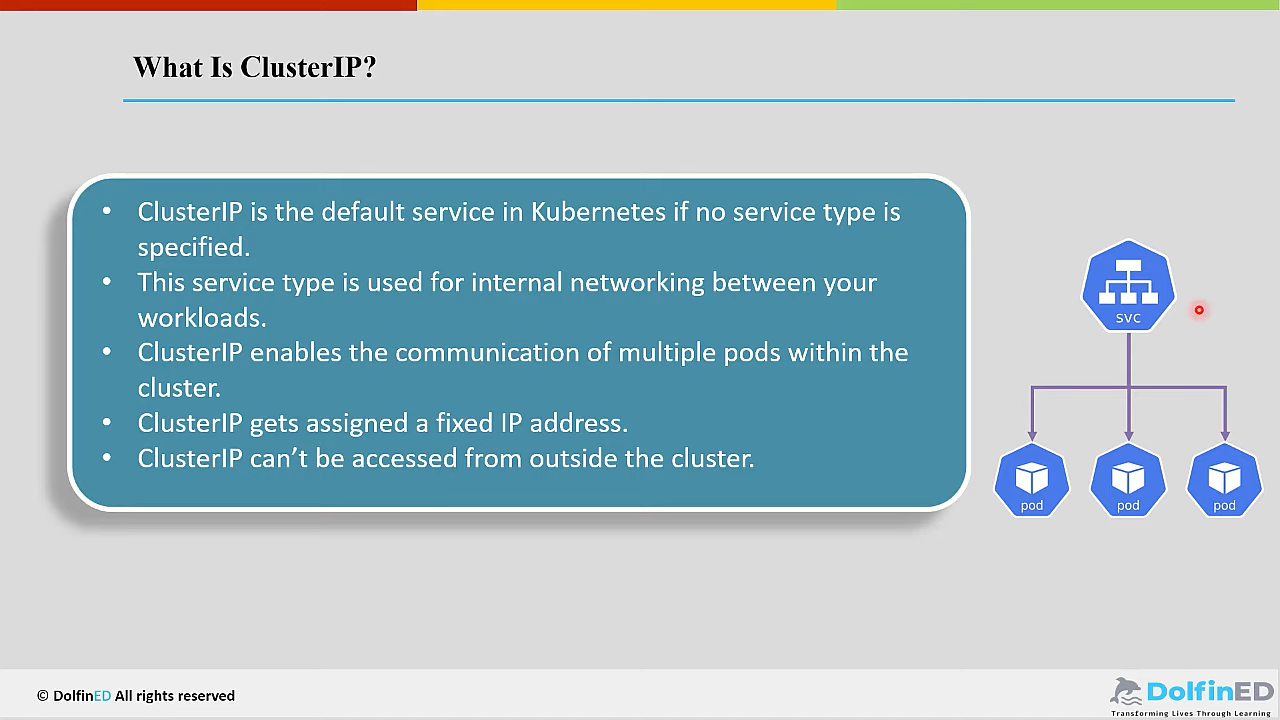 What Is ClusterIP?
• ClusterIP is the default service in Kubernetes if no service type is
specified.
• This service type is used for internal networking between your
workloads.
• ClusterIP enables the communication of multiple pods within the
cluster.
• ClusterIP gets assigned a fixed IP address.
• ClusterIP can’t be accessed from outside the cluster.
svc
pod
pod
pod
© DolfinED All rights reserved
DolfinED
Transforming Lives Through Learning